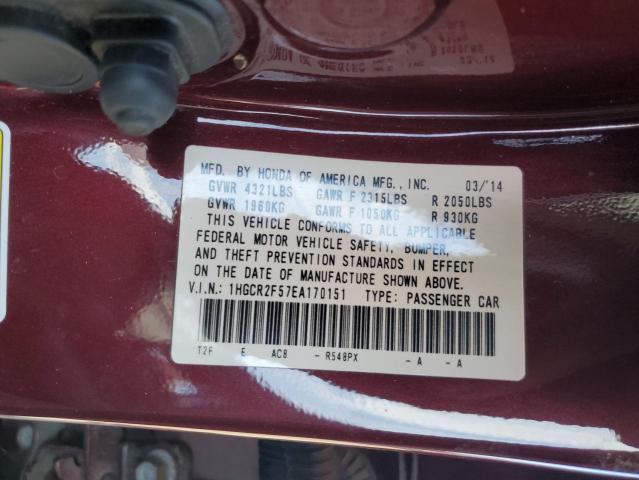 MFD. BY HONDA OF AMERICA MFG., INC. 03/'14
GVWR 4321LBS GAWR F 2315LBS R 2050LBS
GVWR 1960KG GAWR F 1050KG R 930KG
THIS VEHICLE CONFORMS TO ALL APPLICABLE
FEDERAL MOTOR VEHICLE SAFETY, BUMPER,
AND THEFT PREVENTION STANDARDS IN EFFECT
ON THE DATE OF MANUFACTURE SHOWN ABOVE.
V.I.N.: 1HGCR2F57EA170151 TYPE: PASSENGER CAR
T2F E AC8 - R548PX - A - A